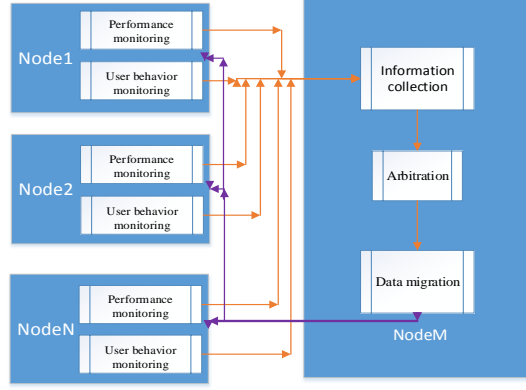 Node1
Performance
monitoring
User behavior
monitoring
Node2
Performance
monitoring
User behavior
monitoring
NodeN
Performance
monitoring
User behavior
monitoring
Information
collection
Arbitration
Data migration
NodeM